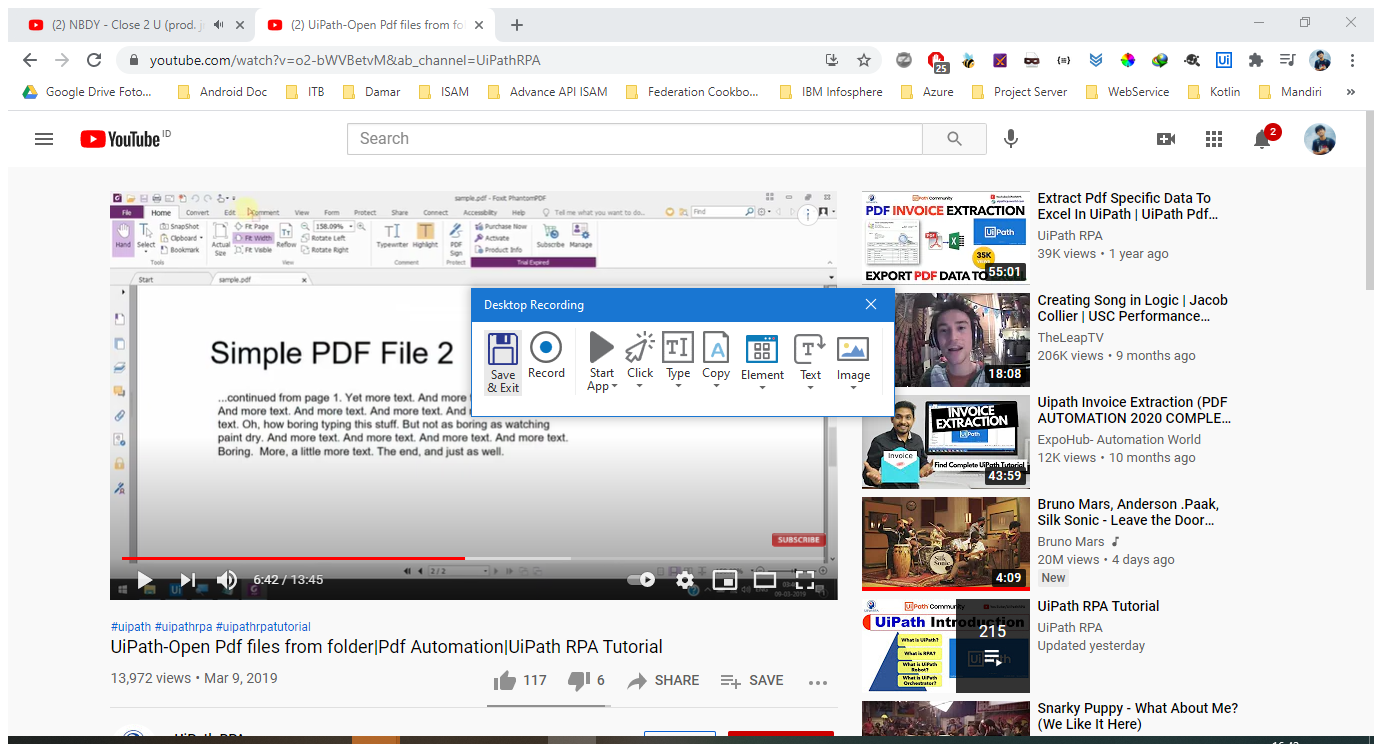 (2) NBDY - Close 2 U (prod. j
(2) UiPath-Open Pdf files from fo
youtube.com/watch?v=o2-bWVBetvM&ab_channel=UiPathRPA
25
Google Drive Foto...
Android Doc
ITB
Damar
ISAM
Advance API ISAM
Federation Cookbo...
IBM Infosphere
Azure
Project Server
WebService
Kotlin
Mandiri
»
YouTube ID
Search
2
sample.pdf - Foxit PhantomPDF
File Home Convert Edit Comment View Form Protect Share Connect Accessibility Help Tell me what you want to do... Find
Hand
Select
SnapShot
Clipboard
Bookmark
Actual Size
Fit Page
Fit Width
Fit Visible
Reflow
158.09%
Rotate Left
Rotate Right
Typewriter
Highlight
PDF Sign
Purchase Now
Activate
Product Info
Subscribe
Manage
Tools
View
Comment
Protect
Trial Expired
Start
sample.pdf
Simple PDF File 2
...continued from page 1. Yet more text. And more
And more text. And more text. And more text. And
text. Oh, how boring typing this stuff. But not as boring as watching
paint dry. And more text. And more text. And more text. And more text.
Boring. More, a little more text. The end, and just as well.
Desktop Recording
Save & Exit
Record
Start App
Click
Type
Copy
Element
Text
Image
SUBSCRIBE
2 / 2
09-03-2019
6:42 / 13:45
#uipath #uipathrpa #uipathrpatutorial
UiPath-Open Pdf files from folder|Pdf Automation|UiPath RPA Tutorial
13,972 views • Mar 9, 2019
117
6
SHARE
SAVE
UiPath RPA
UiPath Community
PDF INVOICE EXTRACTION
UiPath
35K
EXPORT PDF DATA TO
55:01
Extract Pdf Specific Data To
Excel In UiPath | UiPath Pdf...
UiPath RPA
39K views • 1 year ago
18:08
Creating Song in Logic | Jacob
Collier | USC Performance...
TheLeapTV
206K views • 9 months ago
INVOICE
EXTRACTION
Invoice
Find Complete UiPath Tutorial
43:59
Uipath Invoice Extraction (PDF
AUTOMATION 2020 COMPLE...
ExpoHub- Automation World
12K views • 10 months ago
Silk Sonic
4:09
Bruno Mars, Anderson .Paak,
Silk Sonic - Leave the Door...
Bruno Mars
20M views • 4 days ago
New
UiPath Community
UiPath Introduction
What is UiPath?
What is RPA?
What is UiPath Robot?
What is UiPath Orchestrator?
215
UiPath RPA Tutorial
UiPath RPA
Updated yesterday
Snarky Puppy - What About Me?
(We Like It Here)